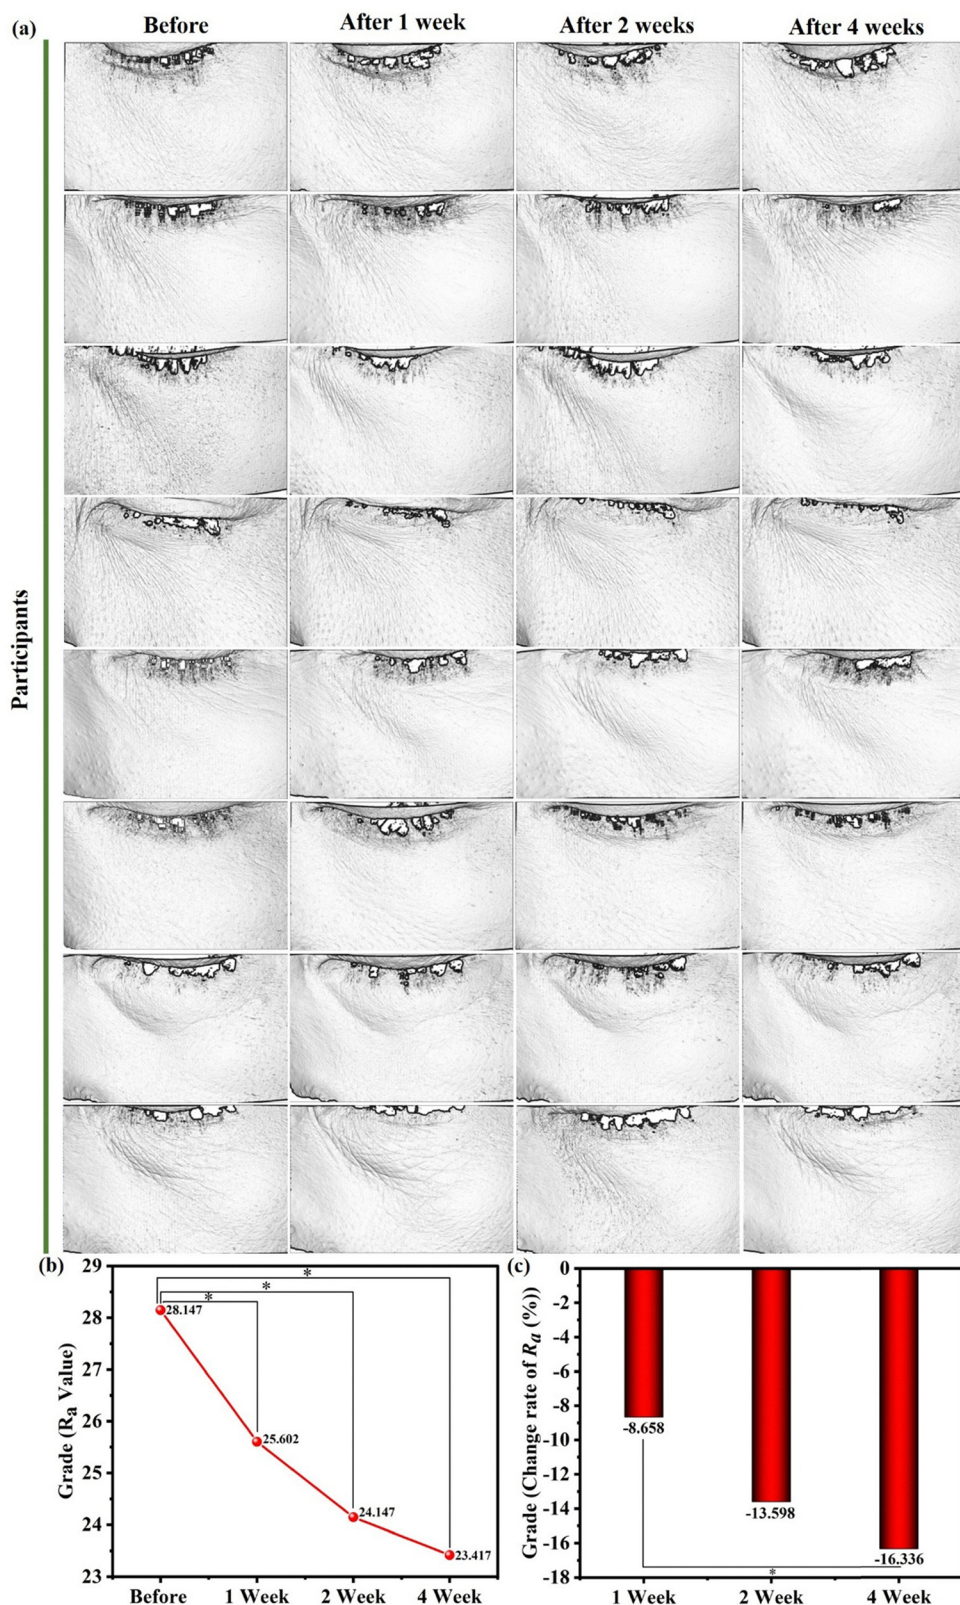 (a)
Before
After 1 week
After 2 weeks
After 4 weeks
Participants
(b)
29
28
27
26
25
24
23
Grade (Ra Value)
*
*
*
28.147
25.602
24.147
23.417
Before
1 Week
2 Week
4 Week
(c)
0
-2
-4
-6
-8
-10
-12
-14
-16
-18
Grade (Change rate of Ra (%))
-8.658
-13.598
-16.336
*
1 Week
2 Week
4 Week